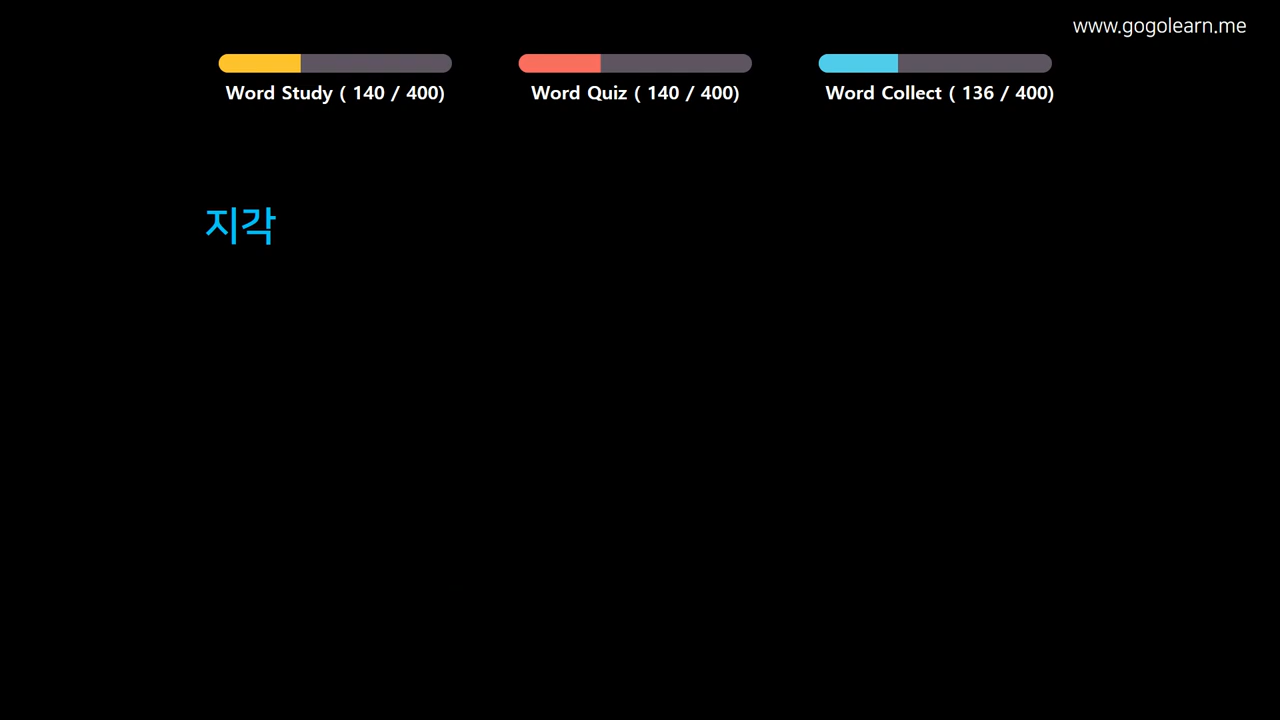 www.gogolearn.me
Word Study ( 140 / 400)
Word Quiz ( 140 / 400)
Word Collect ( 136 / 400)
지각